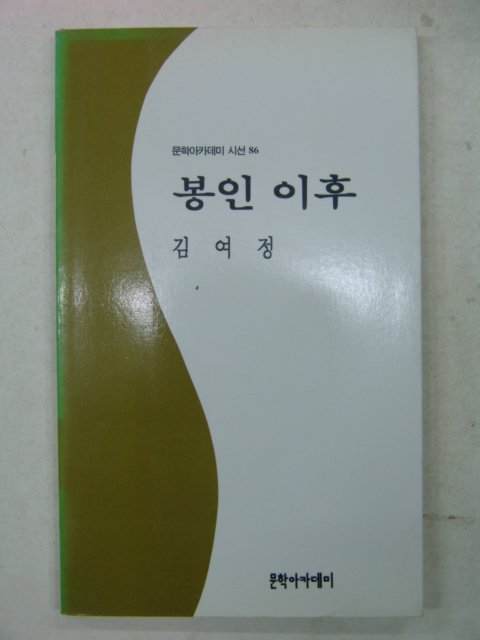 문학아카데미 시선 86
봉인 이후
김 여 정
문학아카데미